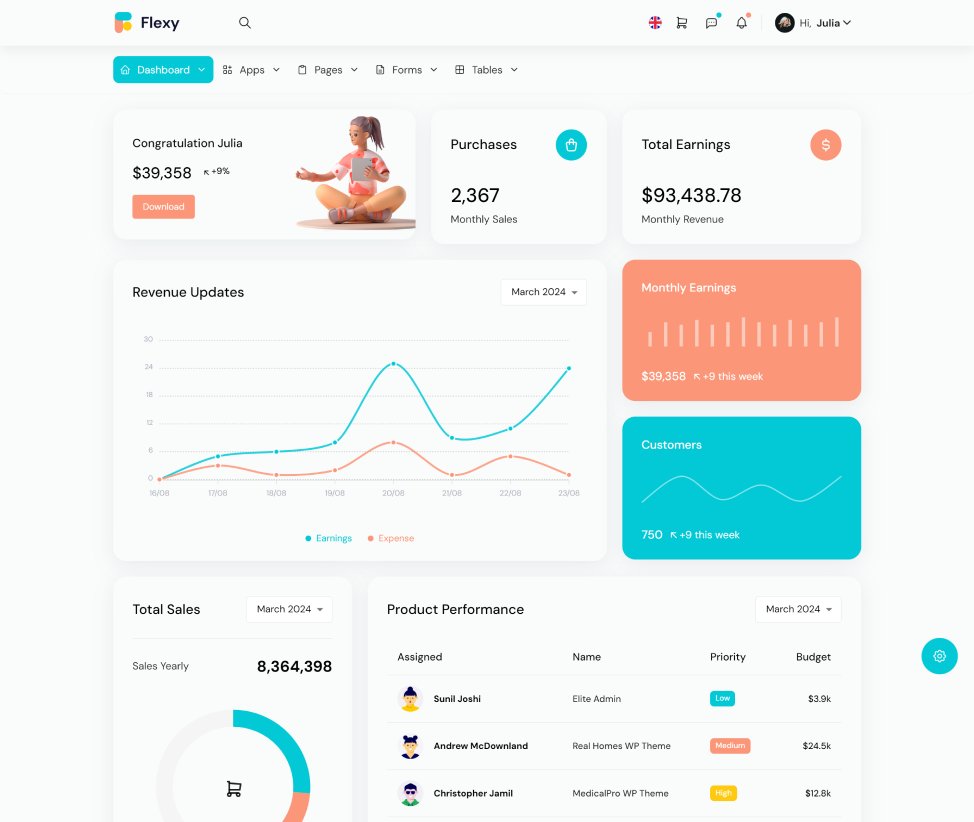 Flexy
Hi, Julia
Dashboard Apps Pages Forms Tables
Congratulation Julia
$39,358 +9%
Download
Purchases
2,367
Monthly Sales
Total Earnings
$
$93,438.78
Monthly Revenue
Revenue Updates
March 2024
30
24
18
12
6
0
16/08 17/08 18/08 19/08 20/08 21/08 22/08 23/08
Earnings Expense
Monthly Earnings
$39,358 +9 this week
Customers
750 +9 this week
Total Sales
March 2024
Sales Yearly 8,364,398
Product Performance
March 2024
Assigned Name Priority Budget
Sunil Joshi Elite Admin Low $3.9k
Andrew McDownland Real Homes WP Theme Medium $24.5k
Christopher Jamil MedicalPro WP Theme High $12.8k